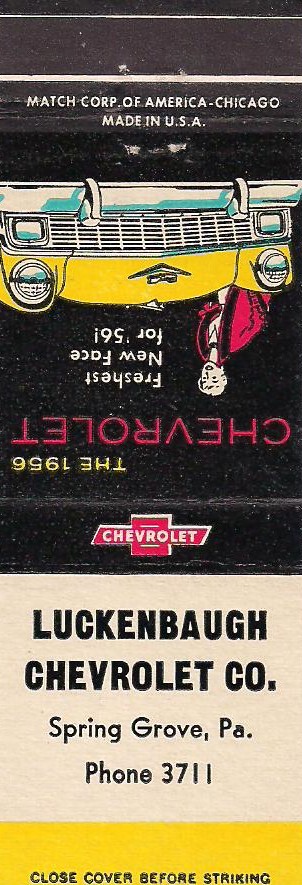 MATCH CORP. OF AMERICA-CHICAGO
MADE IN U.S.A.
THE 1956
CHEVROLET
Freshest
New Face
for '56!
CHEVROLET
LUCKENBAUGH
CHEVROLET CO.
Spring Grove, Pa.
Phone 3711
CLOSE COVER BEFORE STRIKING